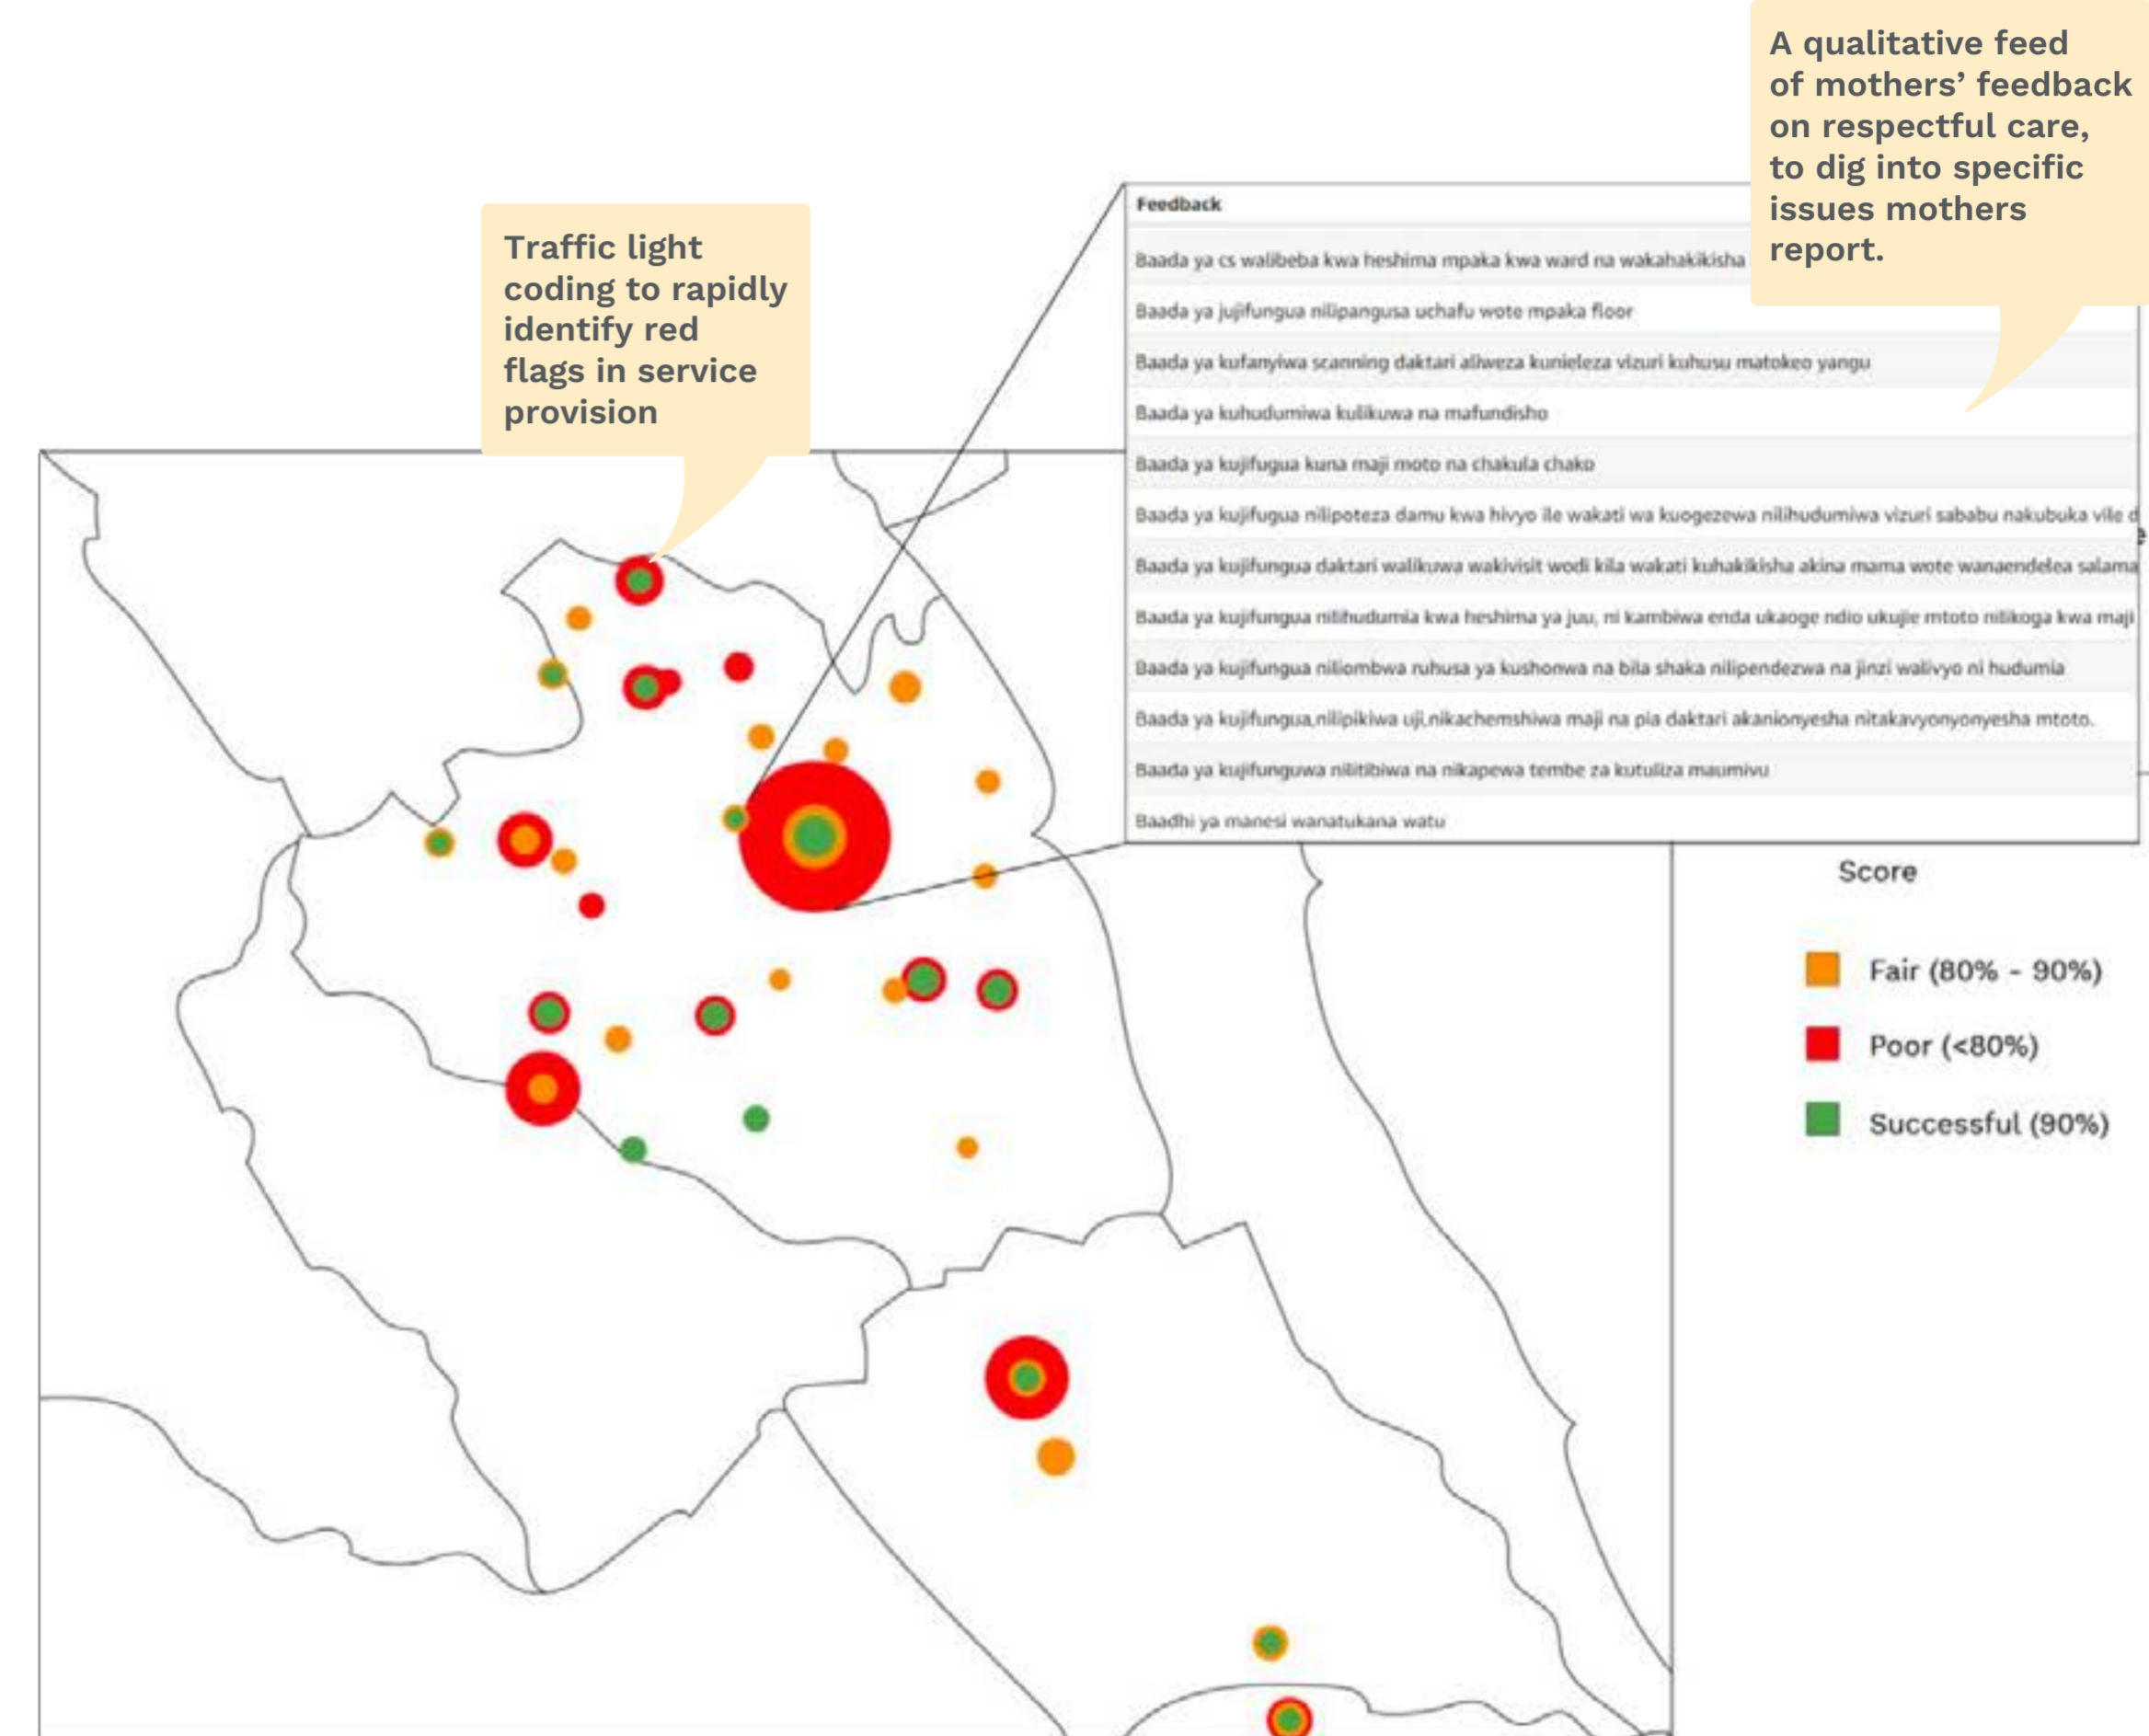 A qualitative feed
of mothers’ feedback
on respectful care,
to dig into specific
issues mothers
report.
Traffic light
coding to rapidly
identify red
flags in service
provision
Feedback
Baada ya cs walibeba kwa heshima mpaka kwa ward na wakahakikisha
Baada ya jujifungua nilipangusa uchafu wote mpaka floor
Baada ya kufanyiwa scanning daktari aliweza kunieleza vizuri kuhusu matokeo yangu
Baada ya kuhudumiwa kulikuwa na mafundisho
Baada ya kujifugua kuna maji moto na chakula chako
Baada ya kujifugua nilipoteza damu kwa hivyo ile wakati wa kuogezewa nilihudumiwa vizuri sababu nakubuka vile d
Baada ya kujifungua daktari walikuwa wakivisit wodi kila wakati kuhakikisha akina mama wote wanaendelea salama
Baada ya kujifungua nilihudumia kwa heshima ya juu, ni kambiwa enda ukaoge ndio ukujie mtoto nilikoga kwa maji
Baada ya kujifungua niliombwa ruhusa ya kushonwa na bila shaka nilipendezwa na jinzi walivyo ni hudumia
Baada ya kujifungua,nilipikiwa uji,nikachemshiwa maji na pia daktari akanionyesha nitakavyonyonyesha mtoto.
Baada ya kujifunguwa nilitibiwa na nikapewa tembe za kutuliza maumivu
Baadhi ya manesi wanatukana watu
Score
Fair (80% - 90%)
Poor (<80%)
Successful (90%)